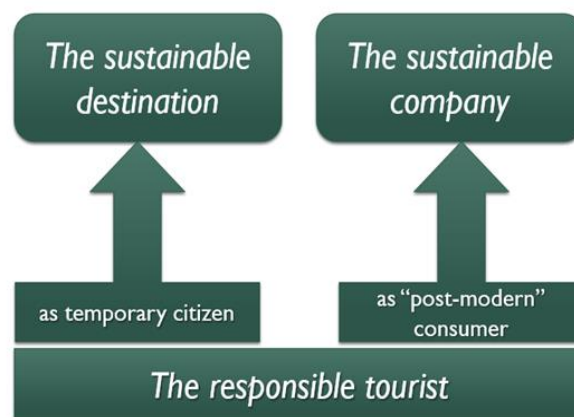 The sustainable
destination
The sustainable
company
as temporary citizen
as “post-modern”
consumer
The responsible tourist